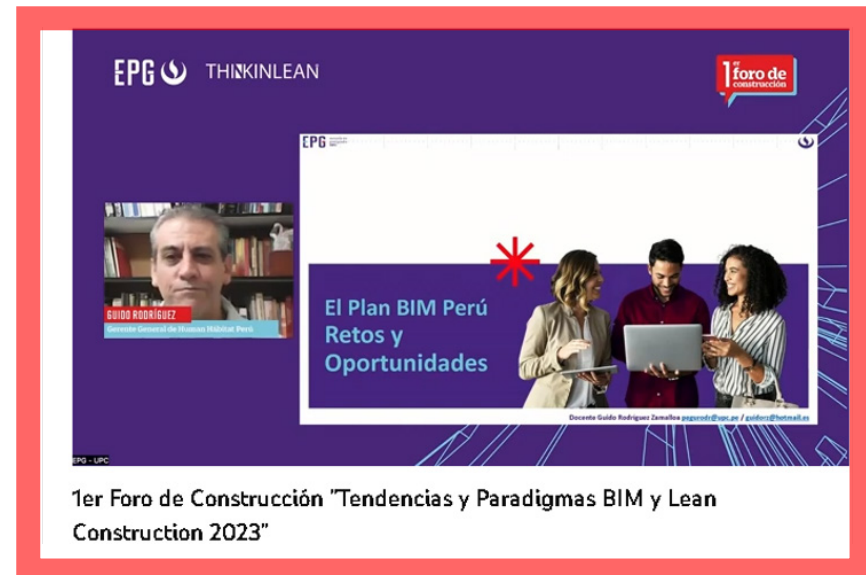 EPG THINKINLEAN
1er foro de
construcción
EPG
GUIDO RODRÍGUEZ
Gerente General de Human Hábitat Perú
El Plan BIM Perú
Retos y
Oportunidades
Docente Guido Rodríguez Zamalloa pegurodr@upc.pe / guidorz@hotmail.es
EPG - UPC
1er Foro de Construcción "Tendencias y Paradigmas BIM y Lean
Construction 2023"